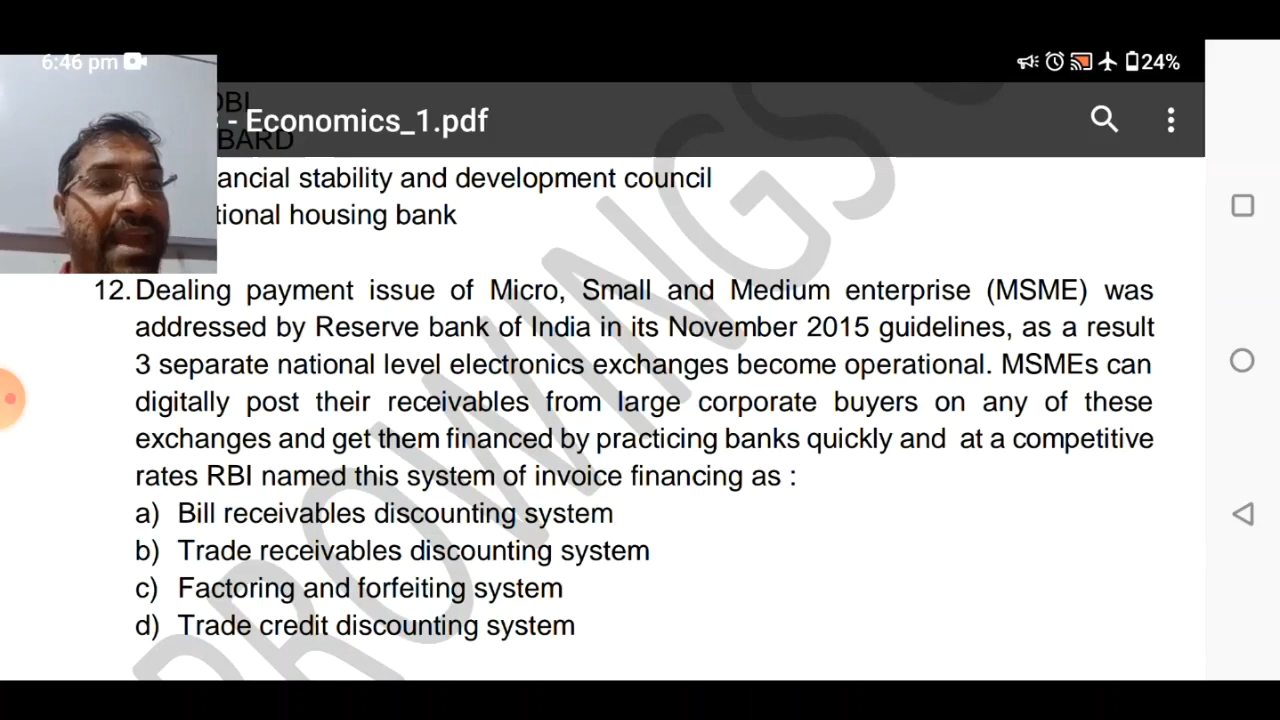 6:46 pm
24%
OBI
- Economics_1.pdf
BARD
ancial stability and development council
tional housing bank
12. Dealing payment issue of Micro, Small and Medium enterprise (MSME) was
addressed by Reserve bank of India in its November 2015 guidelines, as a result
3 separate national level electronics exchanges become operational. MSMEs can
digitally post their receivables from large corporate buyers on any of these
exchanges and get them financed by practicing banks quickly and at a competitive
rates RBI named this system of invoice financing as :
a) Bill receivables discounting system
b) Trade receivables discounting system
c) Factoring and forfeiting system
d) Trade credit discounting system
PROWINGS